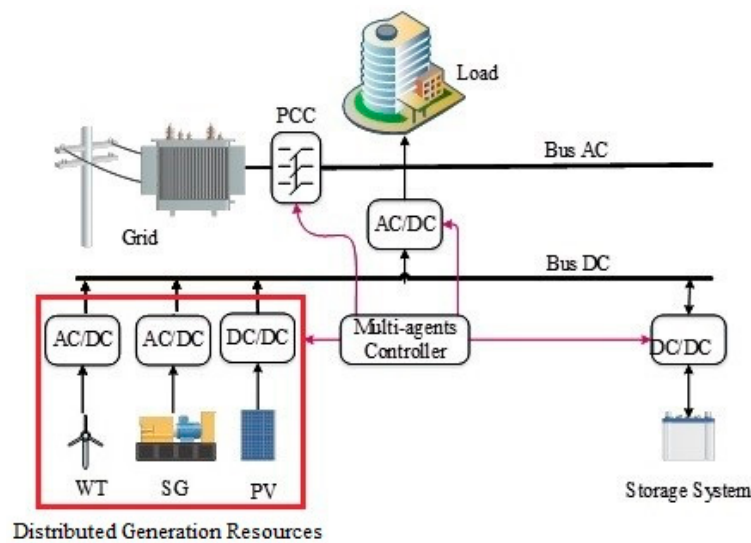 Load
PCC
Bus AC
AC/DC
Grid
Bus DC
AC/DC
AC/DC
DC/DC
Multi-agents
Controller
DC/DC
WT
SG
PV
Storage System
Distributed Generation Resources